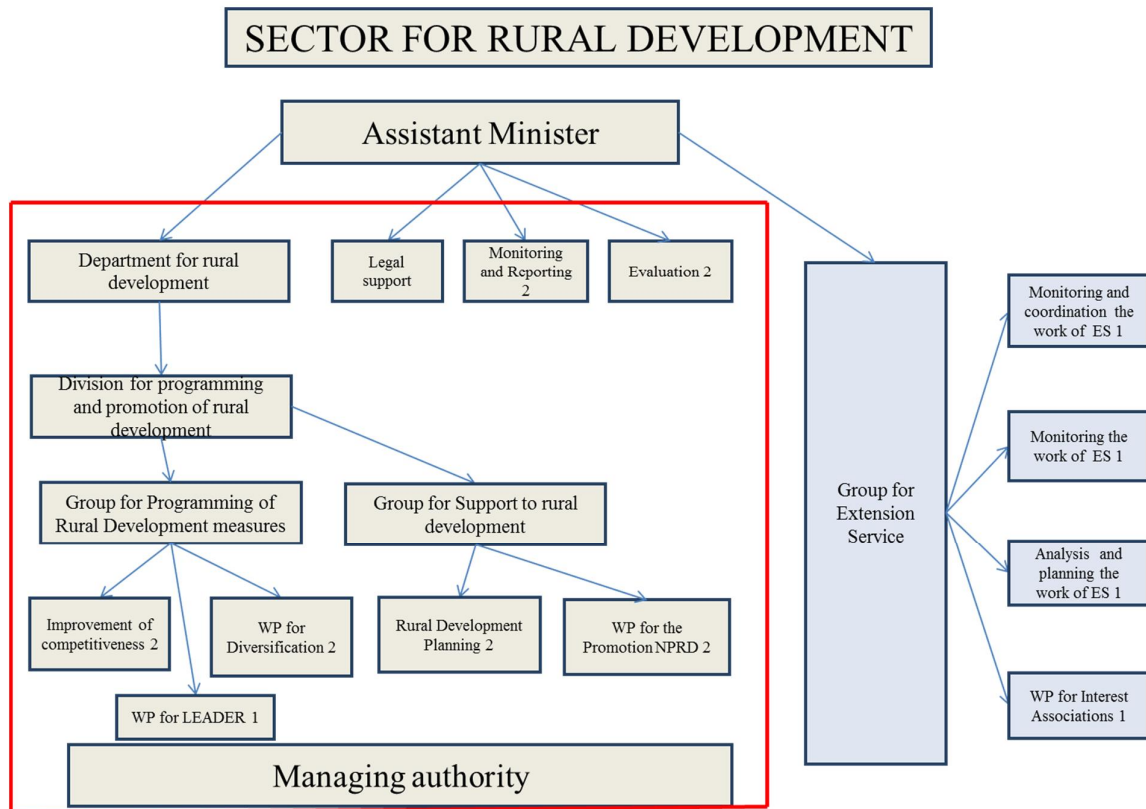 SECTOR FOR RURAL DEVELOPMENT
Assistant Minister
Department for rural
development
Legal
support
Monitoring
and Reporting
2
Evaluation 2
Division for programming
and promotion of rural
development
Group for Programming of
Rural Development measures
Group for Support to rural
development
Improvement of
competitiveness 2
WP for
Diversification 2
Rural Development
Planning 2
WP for the
Promotion NPRD 2
WP for LEADER 1
Managing authority
Group for
Extension
Service
Monitoring and
coordination the
work of ES 1
Monitoring the
work of ES 1
Analysis and
planning the
work of ES 1
WP for Interest
Associations 1